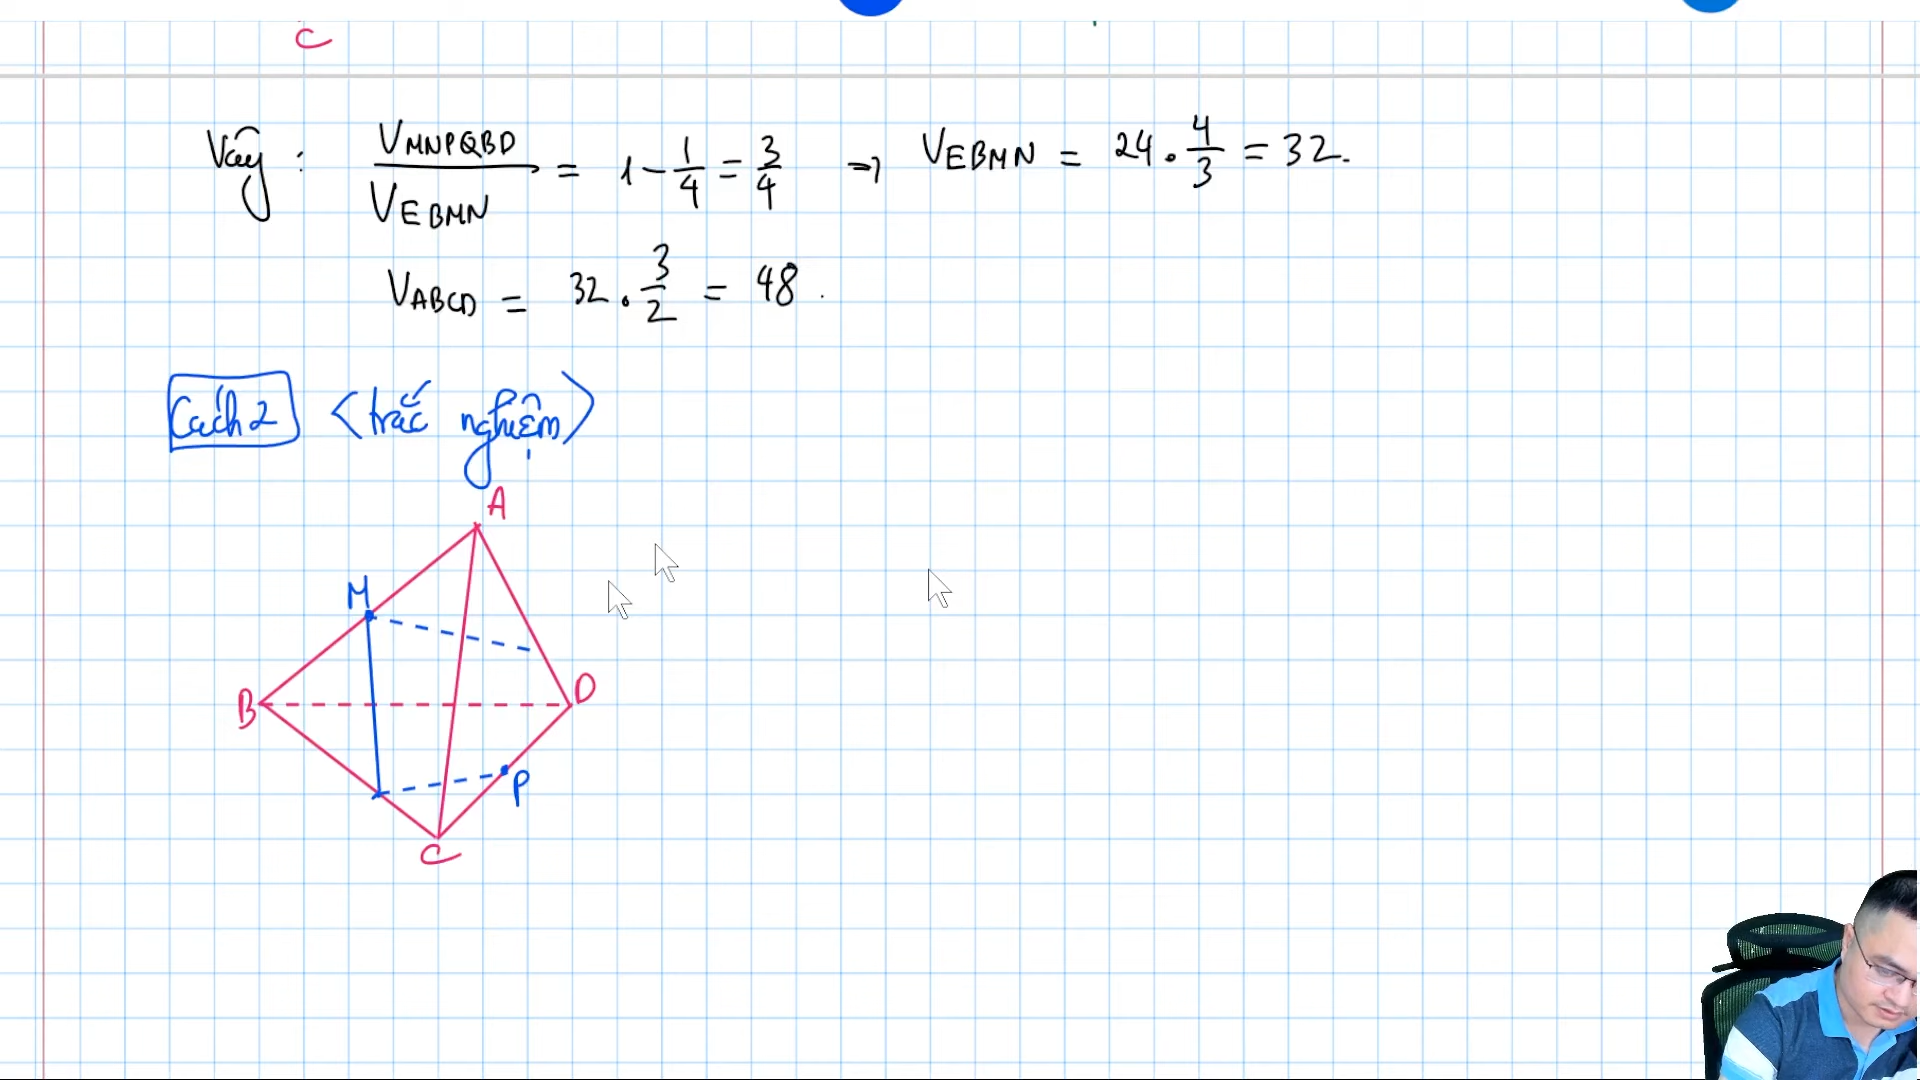 C
Vậy : V_MNPQBD / V_EBMN = 1 - 1/4 = 3/4 ⇒ V_EBMN = 24 . 4/3 = 32.
V_ABCD = 32 . 3/2 = 48 .
Cách 2 <trắc nghiệm>
A
M
B
D
P
C